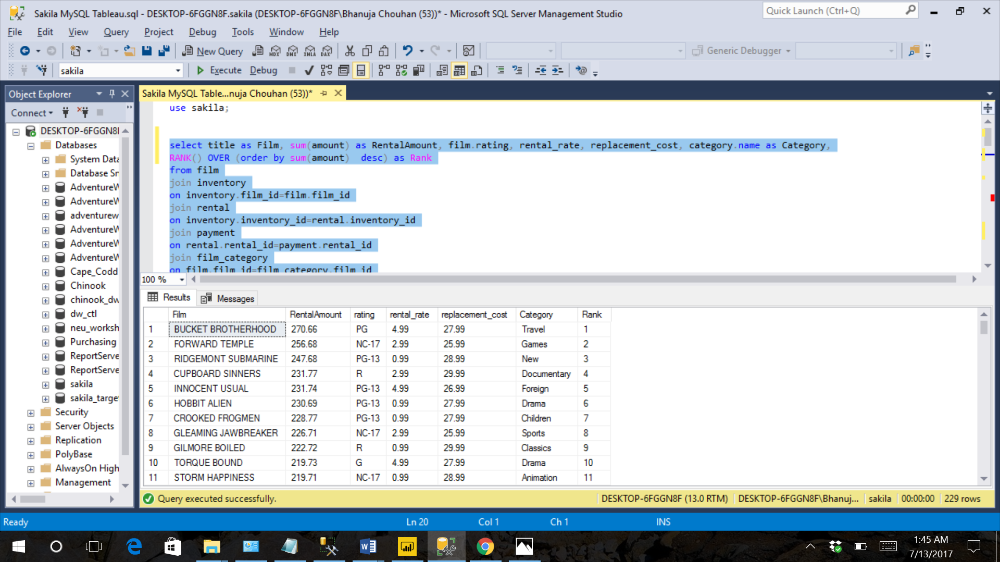 Sakila MySQL Tableau.sql - DESKTOP-6FGGN8F.sakila (DESKTOP-6FGGN8F\Bhanuja Chouhan (53))* - Microsoft SQL Server Management Studio
Quick Launch (Ctrl+Q)
File Edit View Query Project Debug Tools Window Help
New Query MDX DMX XMLA DAX Generic Debugger
sakila Execute Debug
Object Explorer
Connect
DESKTOP-6FGGN8F
Databases
System Data
Database Sn
AdventureW
AdventureW
adventurew
AdventureW
AdventureW
AdventureW
Cape_Codd
Chinook
chinook_dw
dw_ctl
neu_worksh
Purchasing
ReportServe
ReportServe
sakila
sakila_target
Security
Server Objects
Replication
PolyBase
AlwaysOn High
Management
Sakila MySQL Table...nuja Chouhan (53))*
use sakila;
select title as Film, sum(amount) as RentalAmount, film.rating, rental_rate, replacement_cost, category.name as Category,
RANK() OVER (order by sum(amount)  desc) as Rank
from film
join inventory
on inventory.film_id=film.film_id
join rental
on inventory.inventory_id=rental.inventory_id
join payment
on rental.rental_id=payment.rental_id
join film_category
on film.film_id=film_category.film_id
100 %
Results Messages
Film RentalAmount rating rental_rate replacement_cost Category Rank
1 BUCKET BROTHERHOOD 270.66 PG 4.99 27.99 Travel 1
2 FORWARD TEMPLE 256.68 NC-17 2.99 25.99 Games 2
3 RIDGEMONT SUBMARINE 247.68 PG-13 0.99 28.99 New 3
4 CUPBOARD SINNERS 231.77 R 2.99 29.99 Documentary 4
5 INNOCENT USUAL 231.74 PG-13 4.99 26.99 Foreign 5
6 HOBBIT ALIEN 230.69 PG-13 0.99 27.99 Drama 6
7 CROOKED FROGMEN 228.77 PG-13 0.99 27.99 Children 7
8 GLEAMING JAWBREAKER 226.71 NC-17 2.99 25.99 Sports 8
9 GILMORE BOILED 222.72 R 0.99 29.99 Classics 9
10 TORQUE BOUND 219.73 G 4.99 27.99 Drama 10
11 STORM HAPPINESS 219.71 NC-17 0.99 28.99 Animation 11
Query executed successfully. DESKTOP-6FGGN8F (13.0 RTM) DESKTOP-6FGGN8F\Bhanuj... sakila 00:00:00 229 rows
Ready Ln 20 Col 1 Ch 1 INS
1:45 AM
7/13/2017